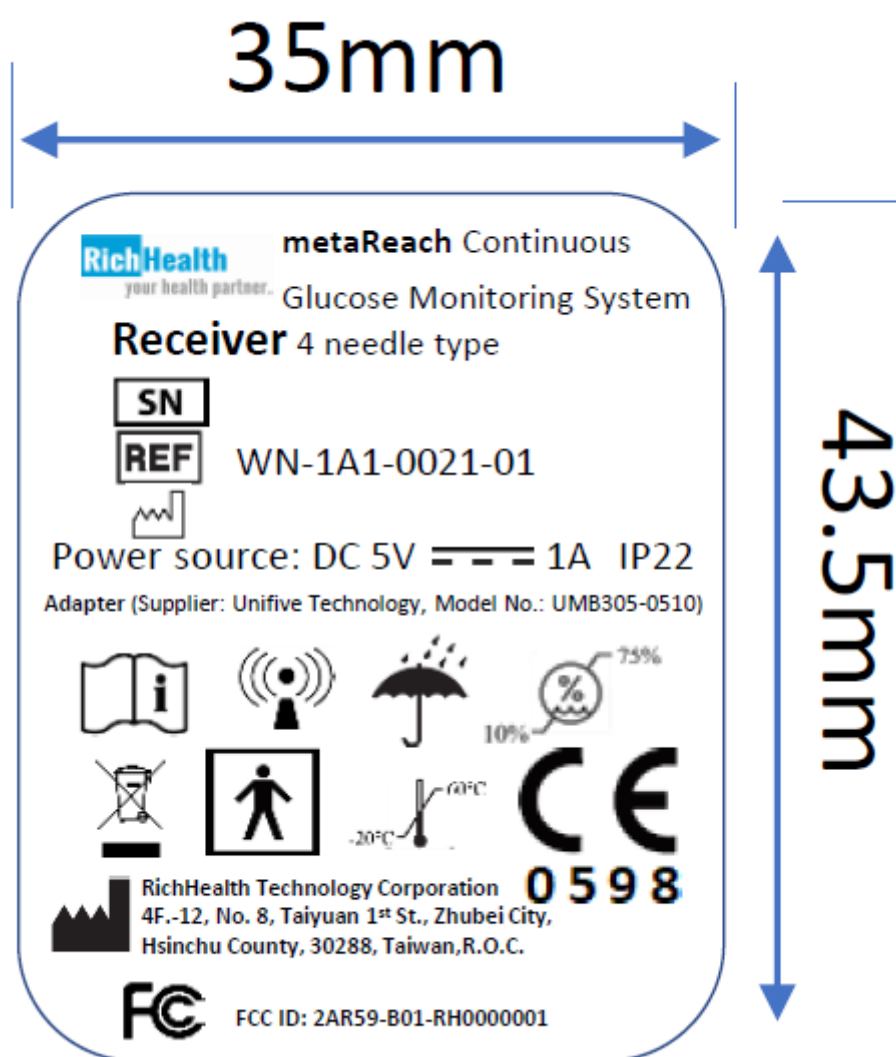 35mm
RichHealth
your health partner.
metaReach Continuous
Glucose Monitoring System
Receiver 4 needle type
SN
REF WN-1A1-0021-01
Power source: DC 5V 1A IP22
Adapter (Supplier: Unifive Technology, Model No.: UMB305-0510)
i
% 75%
10%
60°C
-20°C
CE
0598
RichHealth Technology Corporation
4F.-12, No. 8, Taiyuan 1st St., Zhubei City,
Hsinchu County, 30288, Taiwan,R.O.C.
FC FCC ID: 2AR59-B01-RH0000001
43.5mm